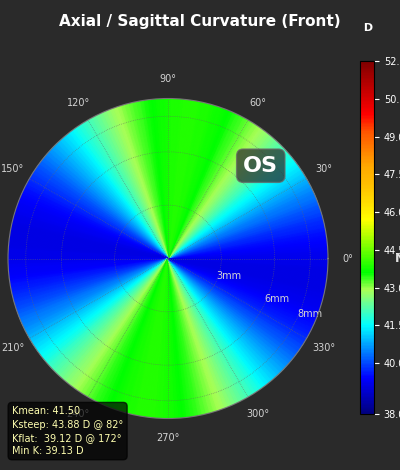 Axial / Sagittal Curvature (Front)
D
52.
50.
49.0
47.5
46.0
44.5
43.0
41.5
40.0
38.0
90°
120°
60°
150°
30°
OS
0°
3mm
6mm
8mm
210°
330°
300°
270°
Kmean: 41.50
Ksteep: 43.88 D @ 82°
Kflat:  39.12 D @ 172°
Min K: 39.13 D